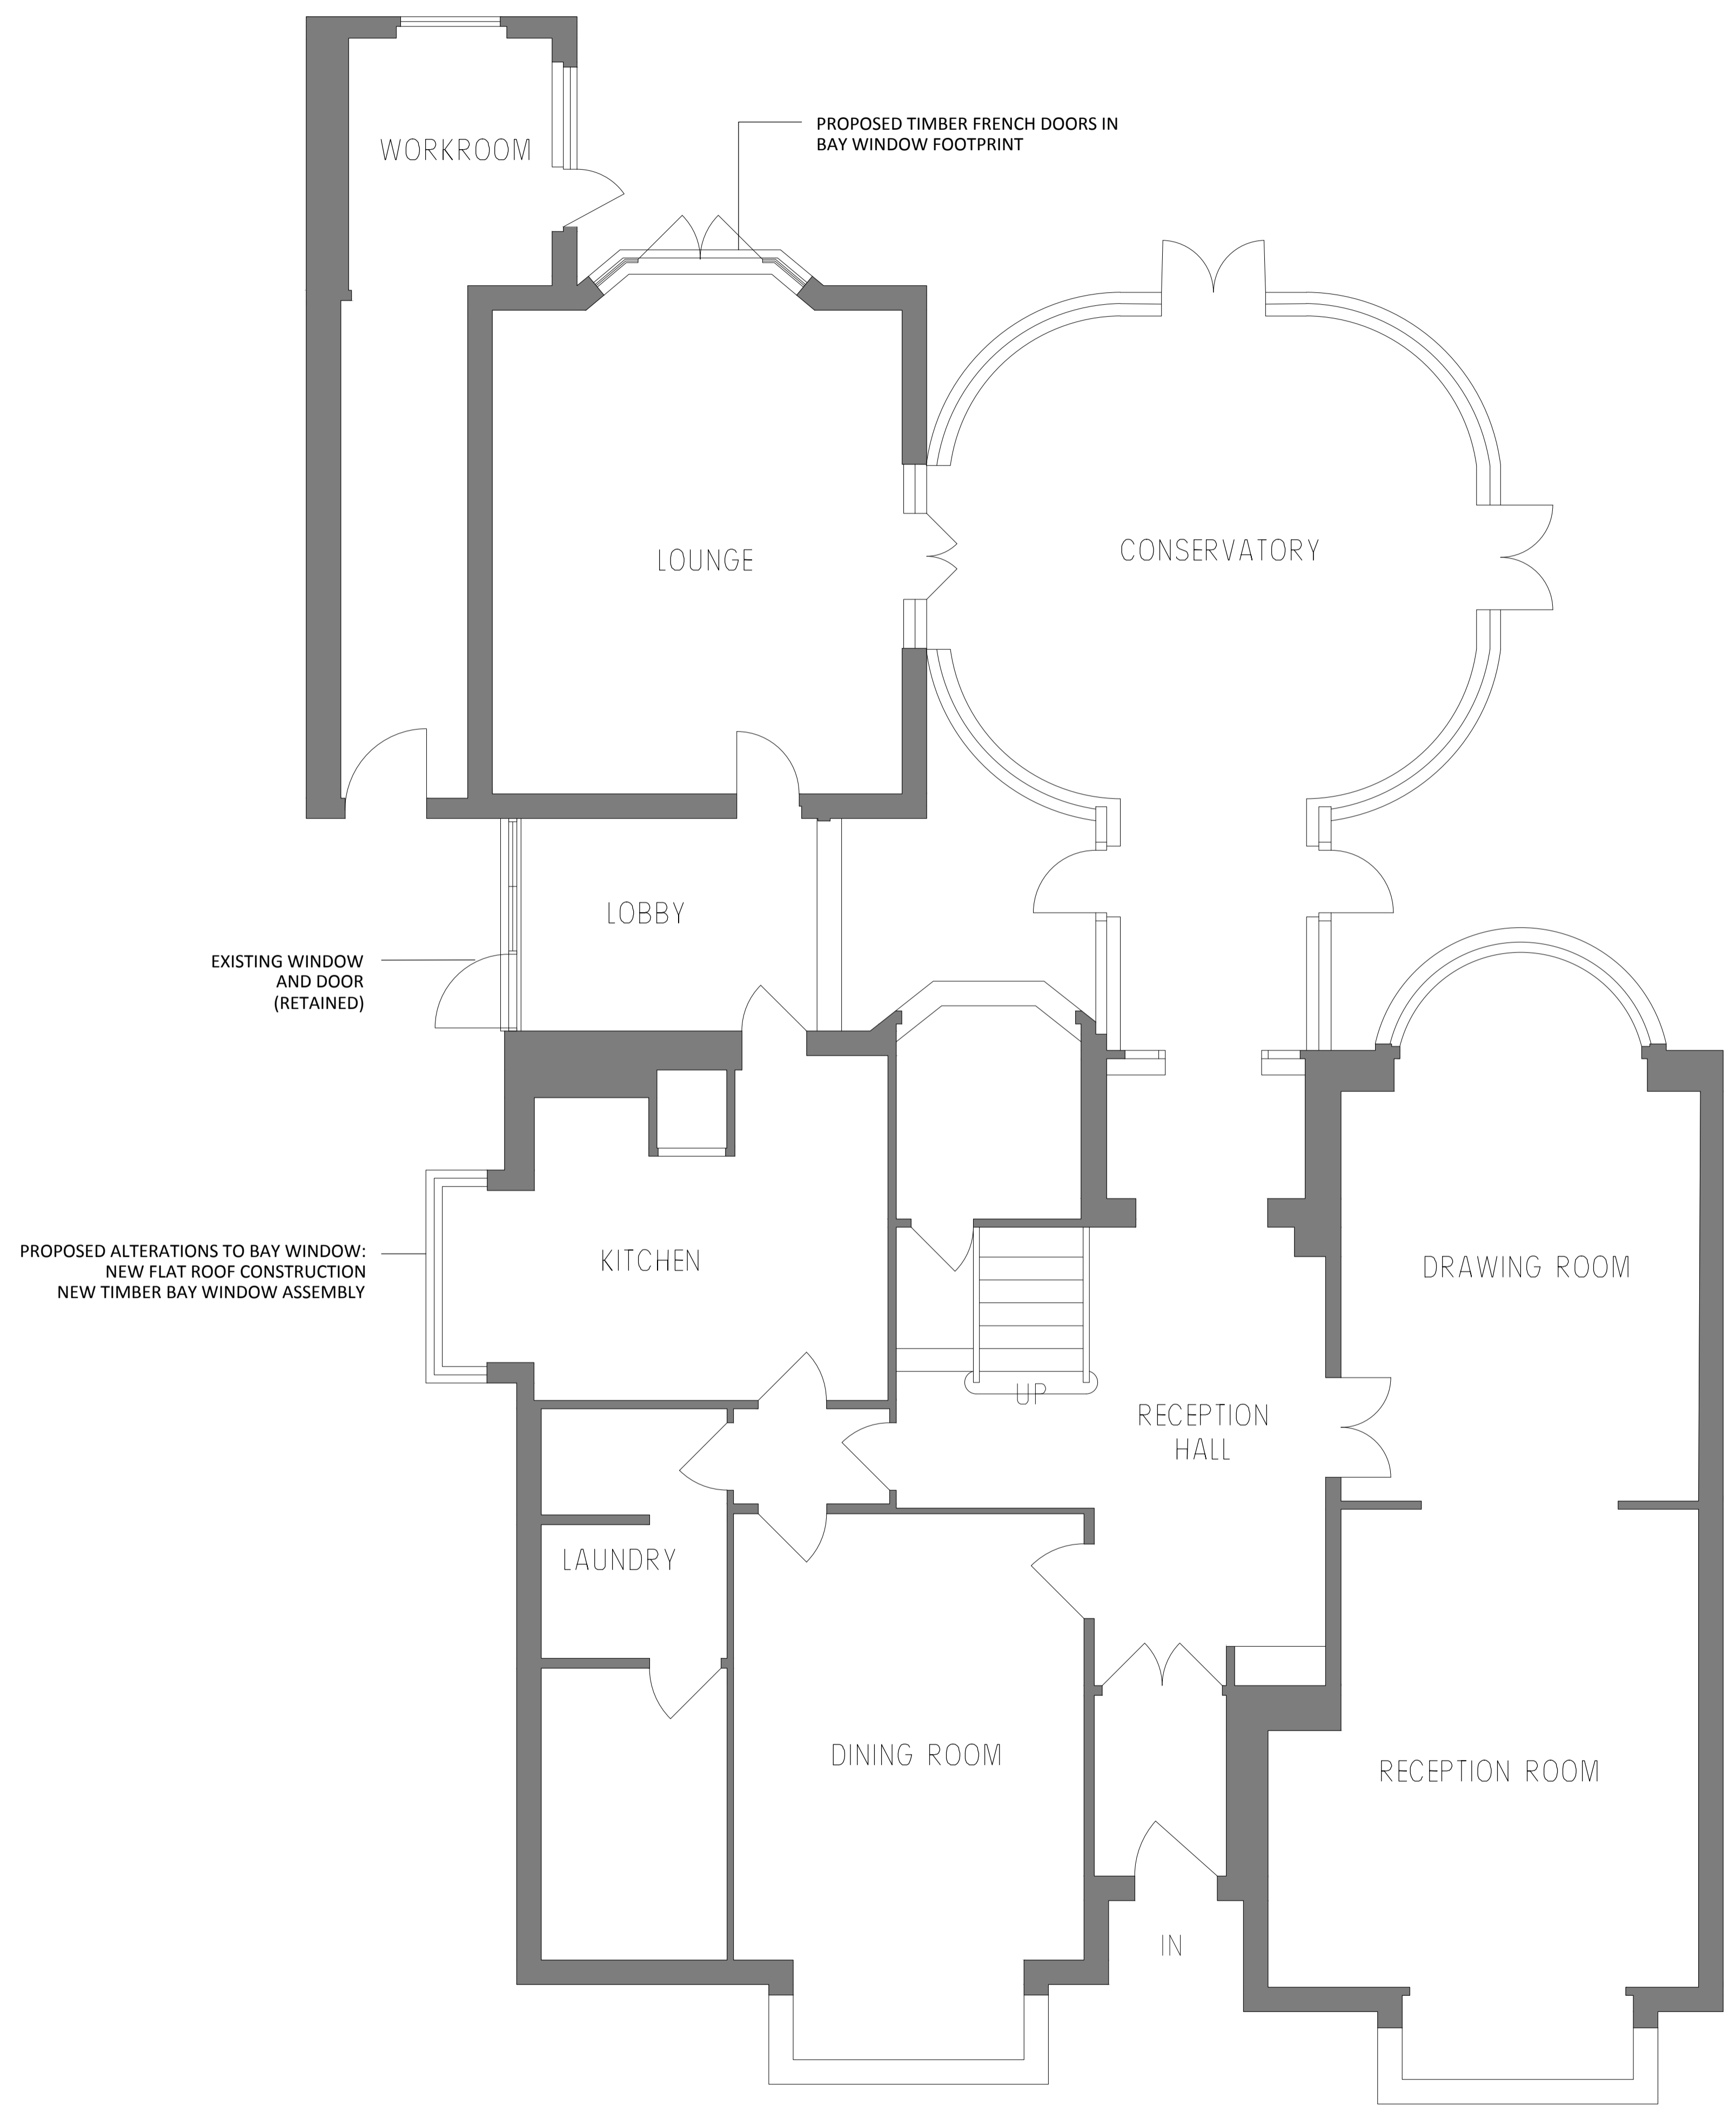 PROPOSED TIMBER FRENCH DOORS IN
BAY WINDOW FOOTPRINT
WORKROOM
LOUNGE
CONSERVATORY
LOBBY
EXISTING WINDOW
AND DOOR
(RETAINED)
PROPOSED ALTERATIONS TO BAY WINDOW:
NEW FLAT ROOF CONSTRUCTION
NEW TIMBER BAY WINDOW ASSEMBLY
KITCHEN
DRAWING ROOM
UP
RECEPTION
HALL
LAUNDRY
DINING ROOM
RECEPTION ROOM
IN